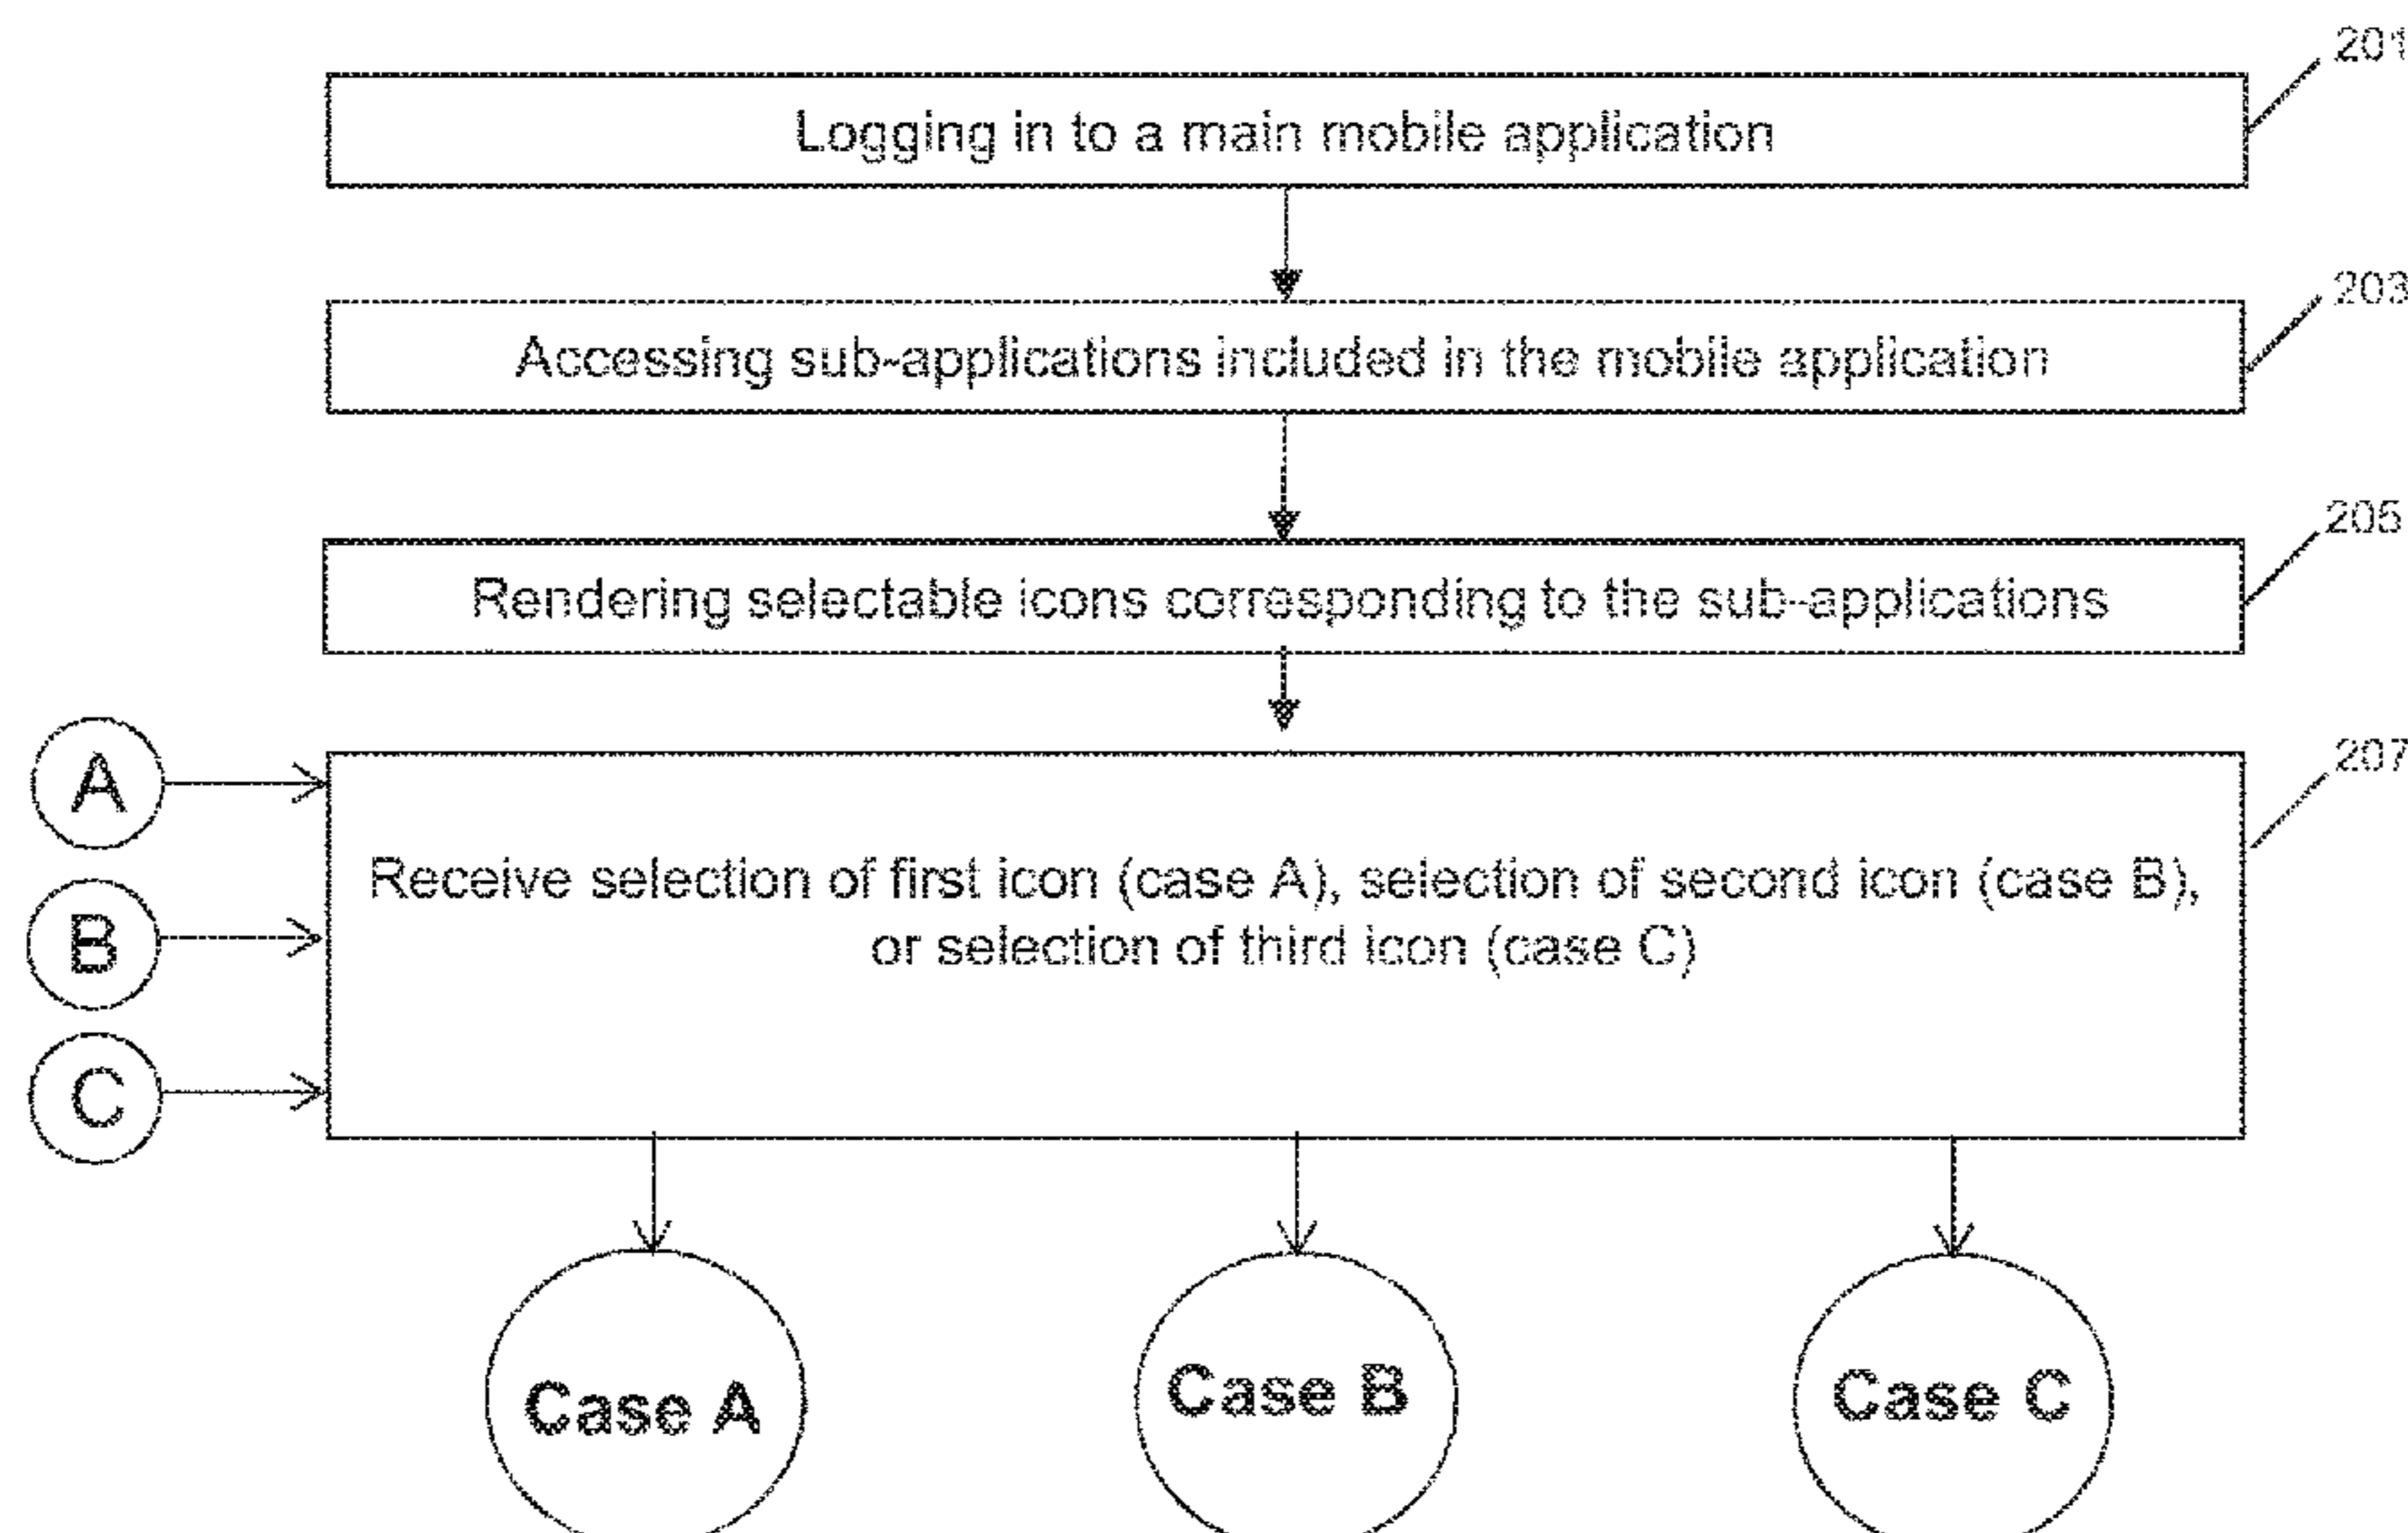 201
Logging in to a main mobile application
203
Accessing sub-applications included in the mobile application
205
Rendering selectable icons corresponding to the sub-applications
207
A
B
C
Receive selection of first icon (case A), selection of second icon (case B),
or selection of third icon (case C)
Case A
Case B
Case C